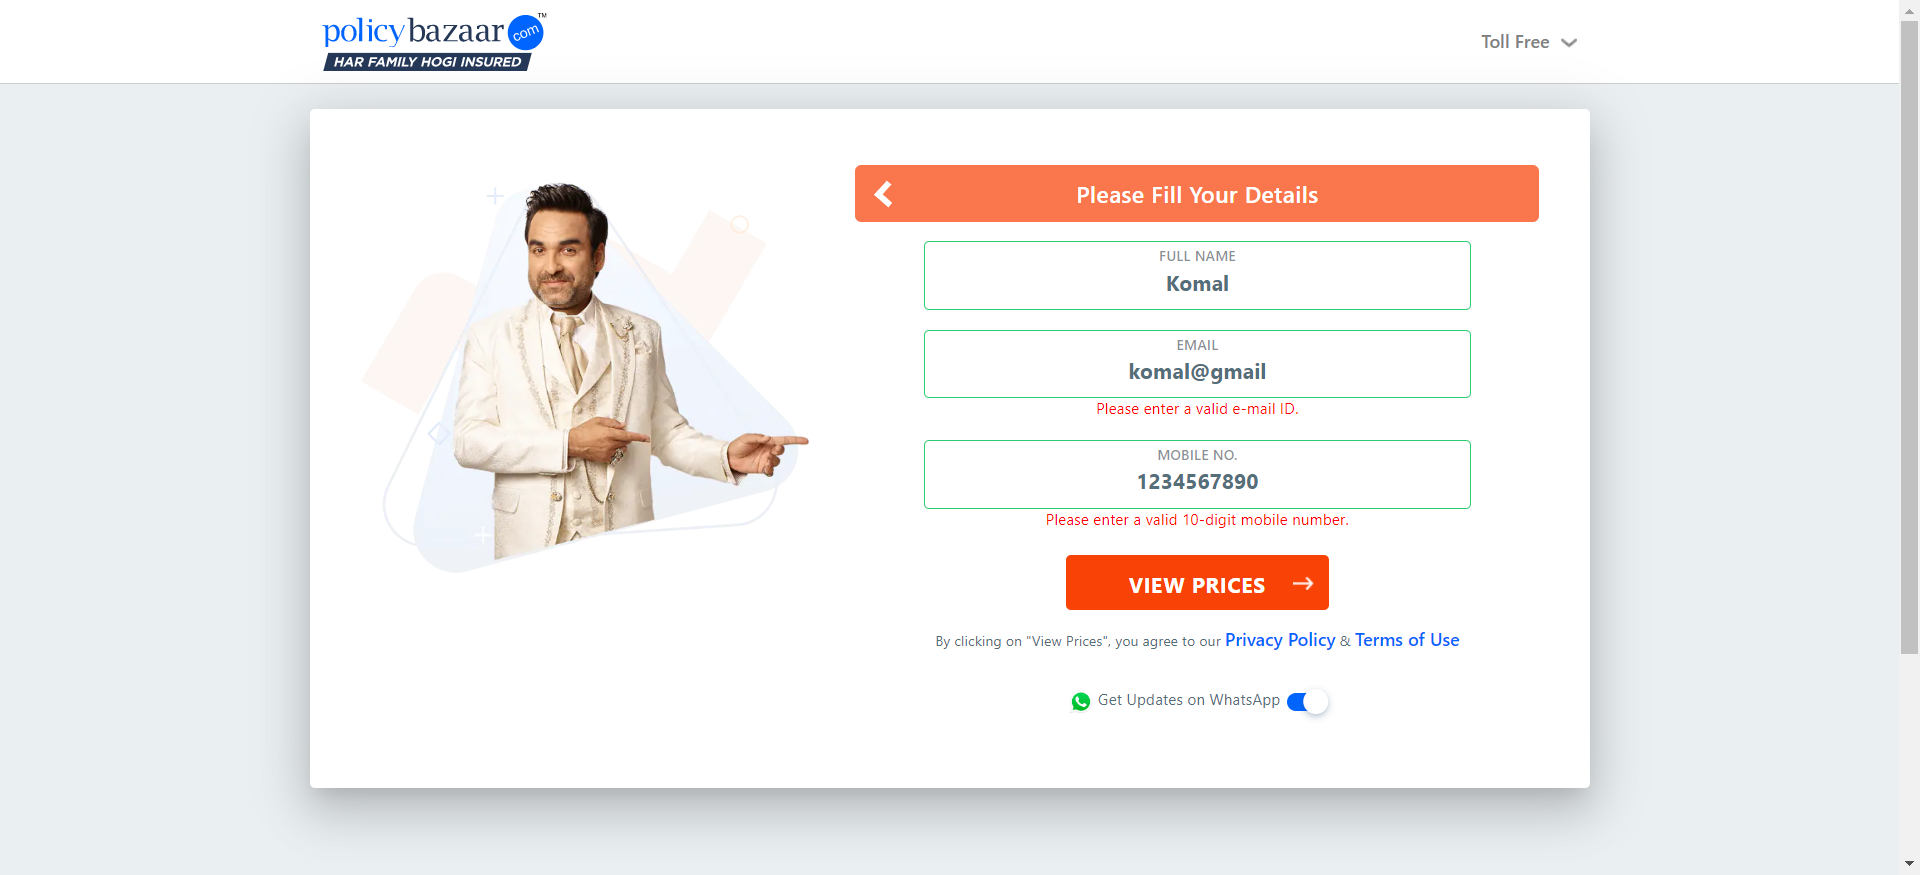 policybazaar com ™
HAR FAMILY HOGI INSURED
Toll Free
Please Fill Your Details
FULL NAME
Komal
EMAIL
komal@gmail
Please enter a valid e-mail ID.
MOBILE NO.
1234567890
Please enter a valid 10-digit mobile number.
VIEW PRICES
By clicking on "View Prices", you agree to our Privacy Policy & Terms of Use
Get Updates on WhatsApp